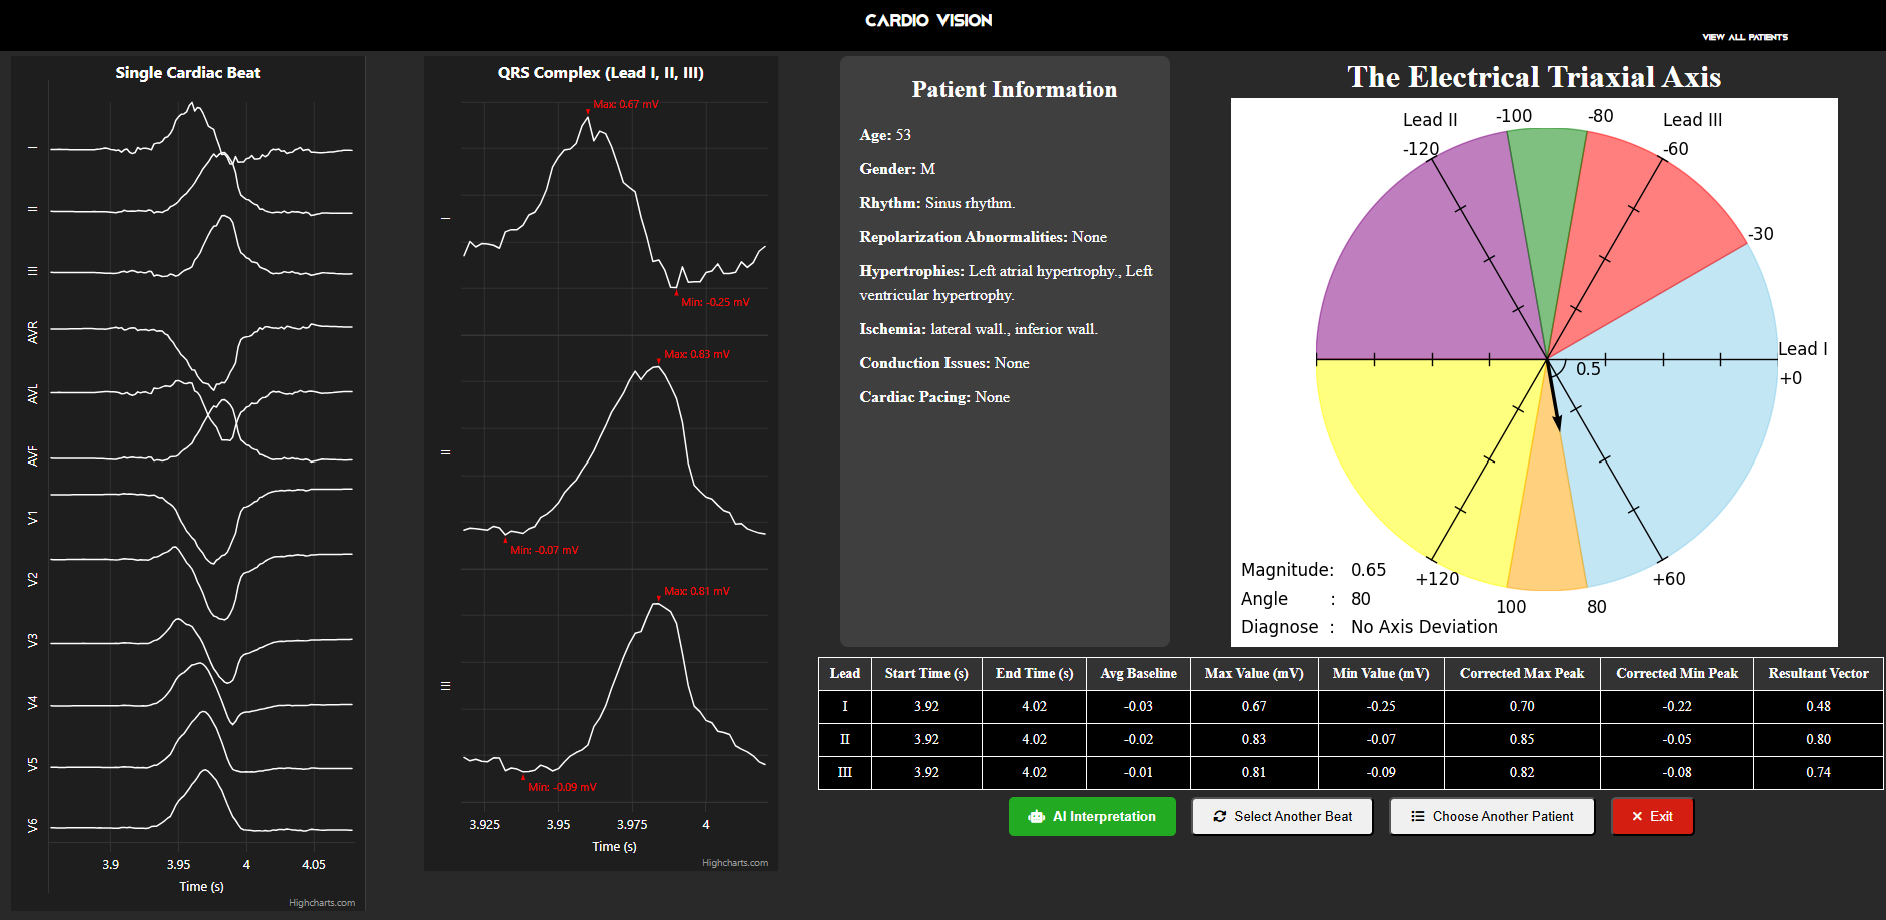 CARDIO VISION
VIEW ALL PATIENTS
Single Cardiac Beat
I
II
III
AVR
AVL
AVF
V1
V2
V3
V4
V5
V6
3.9 3.95 4 4.05
Time (s)
Highcharts.com
QRS Complex (Lead I, II, III)
Max: 0.67 mV
I
Min: -0.25 mV
Max: 0.83 mV
II
Min: -0.07 mV
Max: 0.81 mV
III
Min: -0.09 mV
3.925 3.95 3.975 4
Time (s)
Highcharts.com
Patient Information
Age: 53
Gender: M
Rhythm: Sinus rhythm.
Repolarization Abnormalities: None
Hypertrophies: Left atrial hypertrophy., Left
ventricular hypertrophy.
Ischemia: lateral wall., inferior wall.
Conduction Issues: None
Cardiac Pacing: None
The Electrical Triaxial Axis
Lead II -100 -80 Lead III
-120 -60
-30
Lead I
0.5 +0
+120 +60
100 80
Magnitude: 0.65
Angle : 80
Diagnose : No Axis Deviation
Lead Start Time (s) End Time (s) Avg Baseline Max Value (mV) Min Value (mV) Corrected Max Peak Corrected Min Peak Resultant Vector
I 3.92 4.02 -0.03 0.67 -0.25 0.70 -0.22 0.48
II 3.92 4.02 -0.02 0.83 -0.07 0.85 -0.05 0.80
III 3.92 4.02 -0.01 0.81 -0.09 0.82 -0.08 0.74
AI Interpretation Select Another Beat Choose Another Patient Exit